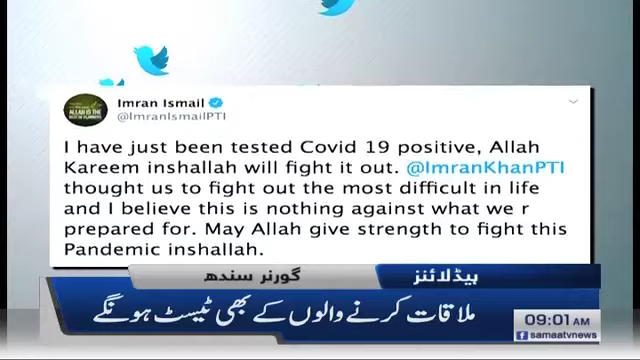 Imran Ismail
@ImranIsmailPTI
I have just been tested Covid 19 positive, Allah
Kareem inshallah will fight it out. @ImranKhanPTI
thought us to fight out the most difficult in life
and I believe this is nothing against what we r
prepared for. May Allah give strength to fight this
Pandemic inshallah.
ہیڈلائنز
گورنر سندھ
ملاقات کرنے والوں کے بھی ٹیسٹ ہونگے
09:01 AM
samaatvnews